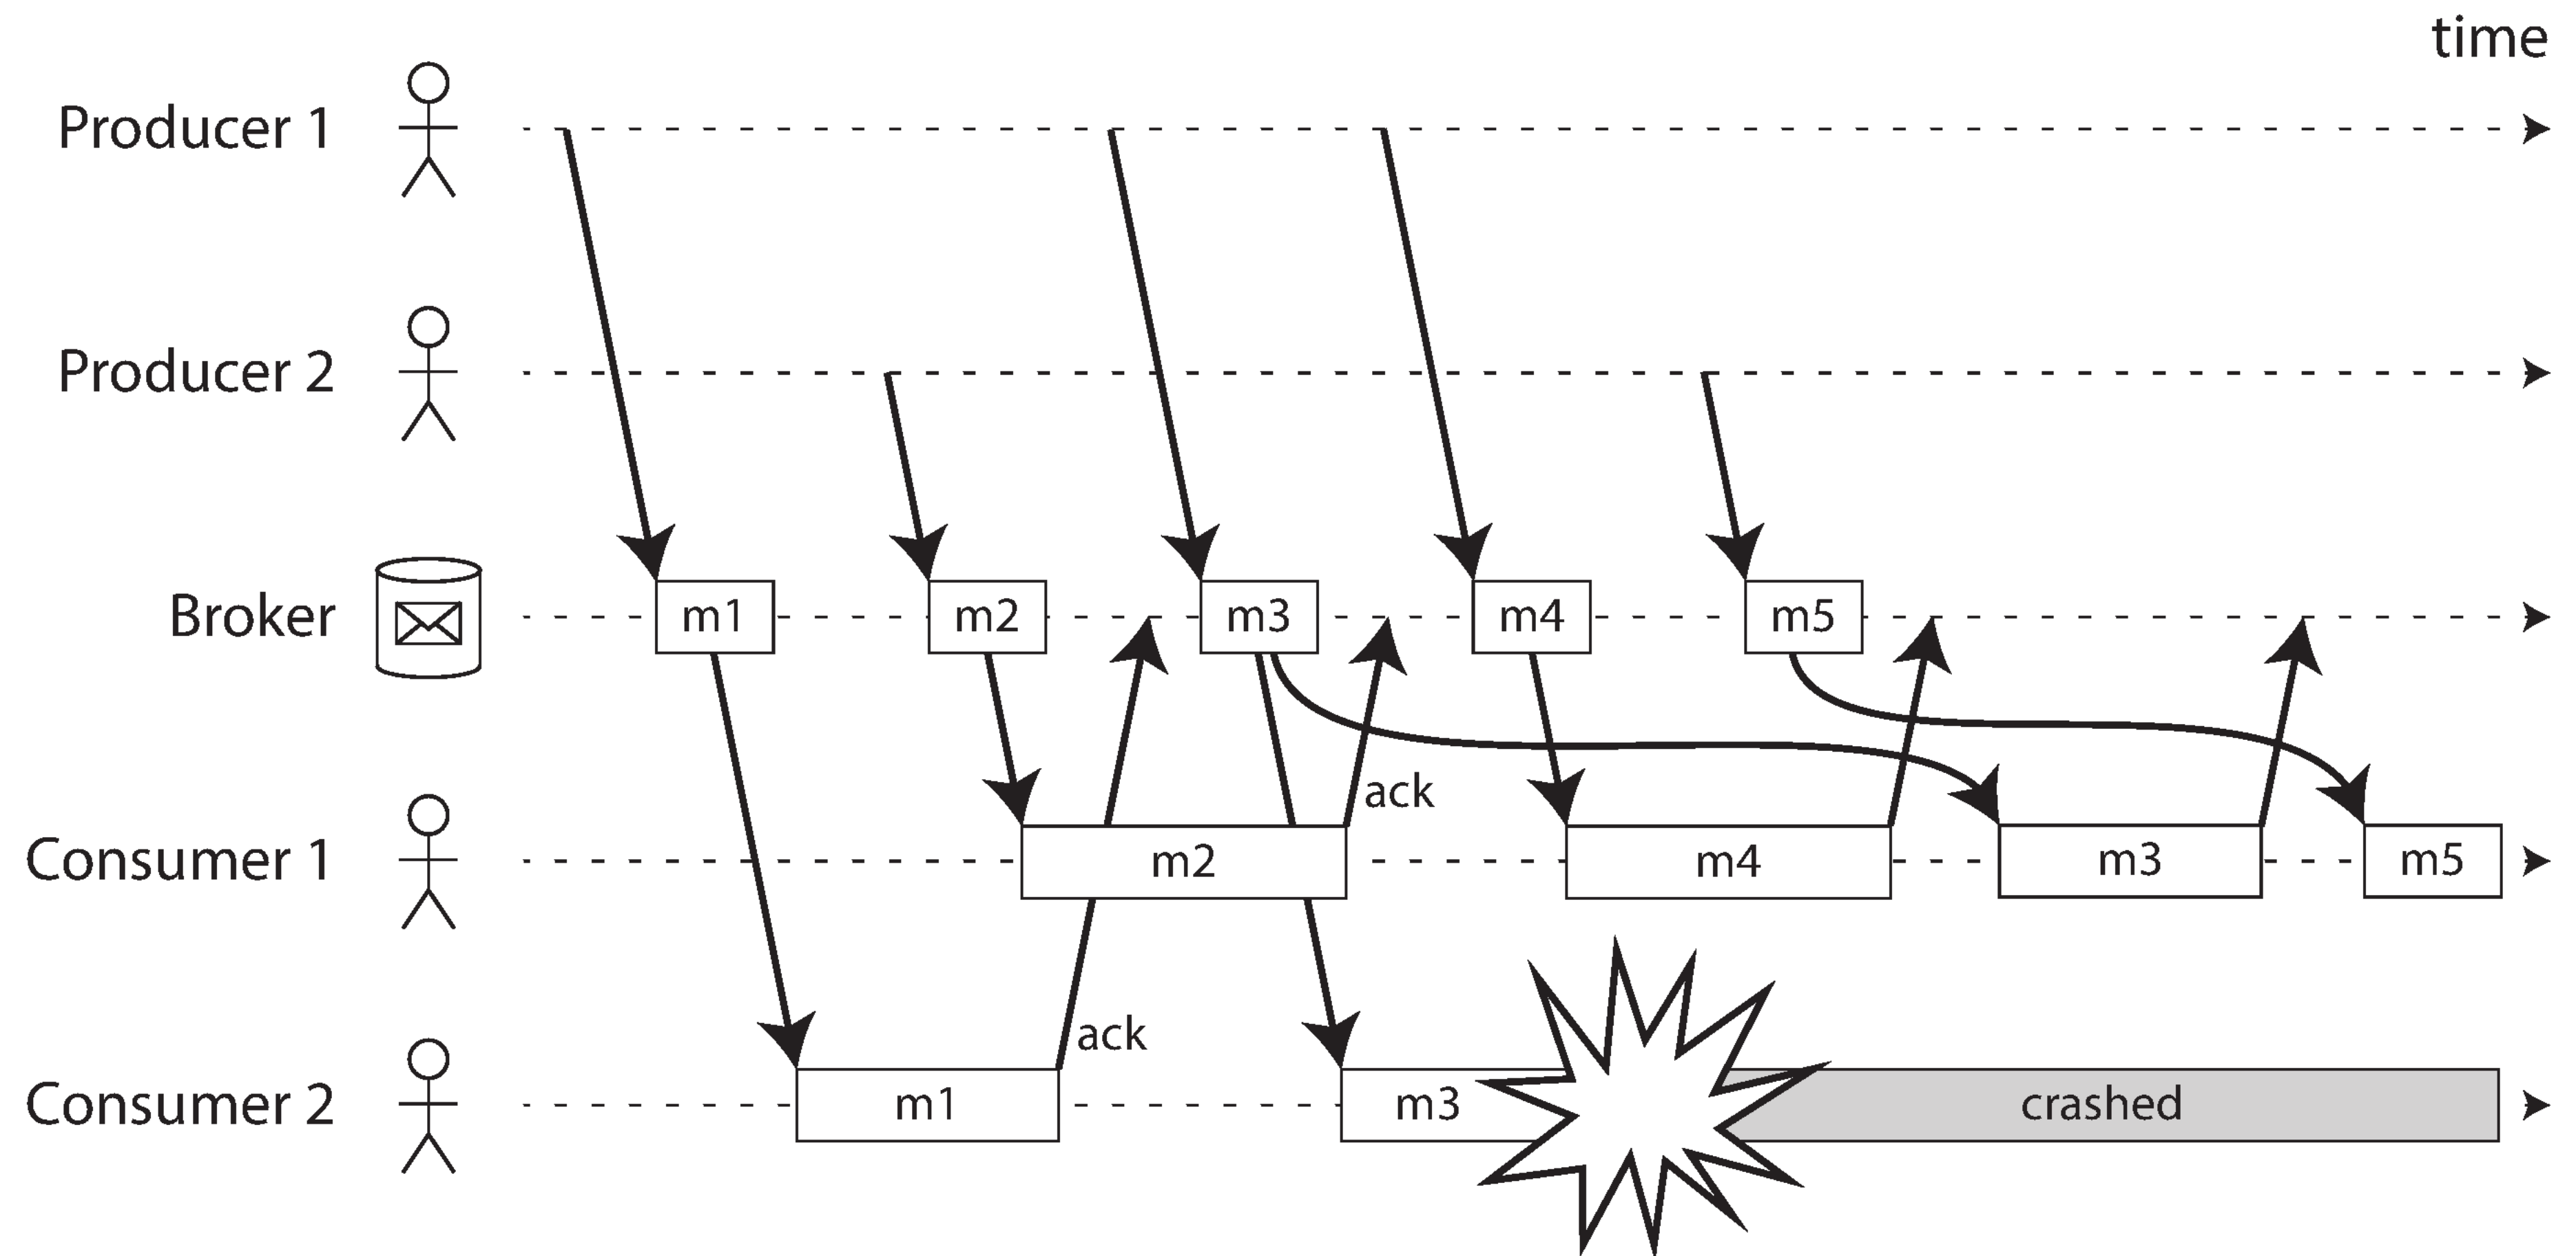 time
Producer 1
Producer 2
Broker
m1
m2
m3
m4
m5
ack
Consumer 1
m2
m4
m3
m5
ack
Consumer 2
m1
m3
crashed